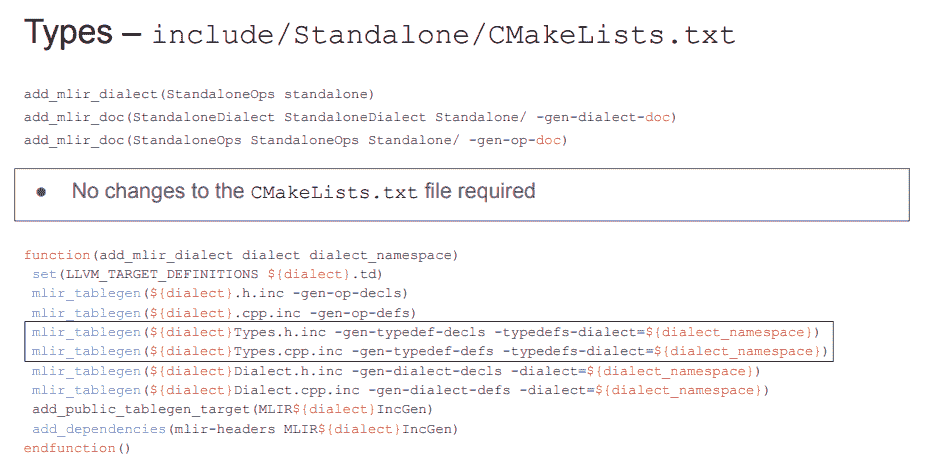 Types – include/Standalone/CMakeLists.txt
add_mlir_dialect(StandaloneOps standalone)
add_mlir_doc(StandaloneDialect StandaloneDialect Standalone/ -gen-dialect-doc)
add_mlir_doc(StandaloneOps StandaloneOps Standalone/ -gen-op-doc)
● No changes to the CMakeLists.txt file required
function(add_mlir_dialect dialect dialect_namespace)
set(LLVM_TARGET_DEFINITIONS ${dialect}.td)
mlir_tablegen(${dialect}.h.inc -gen-op-decls)
mlir_tablegen(${dialect}.cpp.inc -gen-op-defs)
mlir_tablegen(${dialect}Types.h.inc -gen-typedef-decls -typedefs-dialect=${dialect_namespace})
mlir_tablegen(${dialect}Types.cpp.inc -gen-typedef-defs -typedefs-dialect=${dialect_namespace})
mlir_tablegen(${dialect}Dialect.h.inc -gen-dialect-decls -dialect=${dialect_namespace})
mlir_tablegen(${dialect}Dialect.cpp.inc -gen-dialect-defs -dialect=${dialect_namespace})
add_public_tablegen_target(MLIR${dialect}IncGen)
add_dependencies(mlir-headers MLIR${dialect}IncGen)
endfunction()